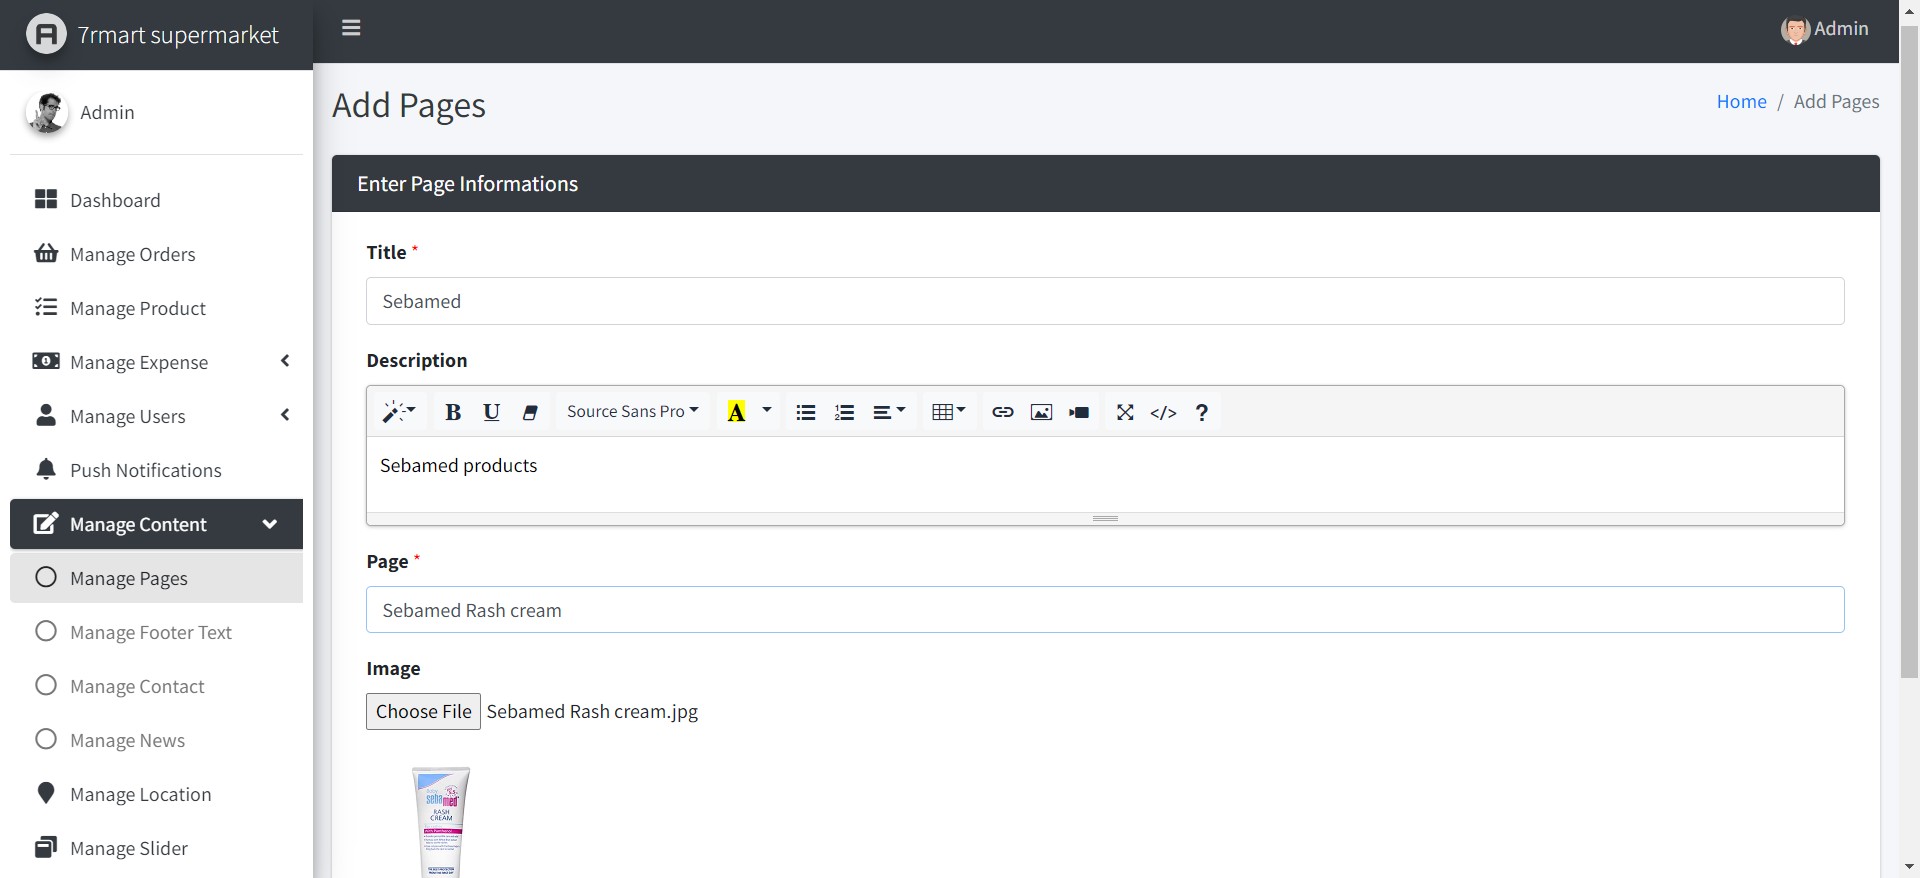 7rmart supermarket
Admin
Admin
Dashboard
Manage Orders
Manage Product
Manage Expense
Manage Users
Push Notifications
Manage Content
Manage Pages
Manage Footer Text
Manage Contact
Manage News
Manage Location
Manage Slider
Add Pages
Home / Add Pages
Enter Page Informations
Title *
Sebamed
Description
B U Source Sans Pro A </> ?
Sebamed products
Page *
Sebamed Rash cream
Image
Choose File Sebamed Rash cream.jpg
sebamed
RASH
CREAM